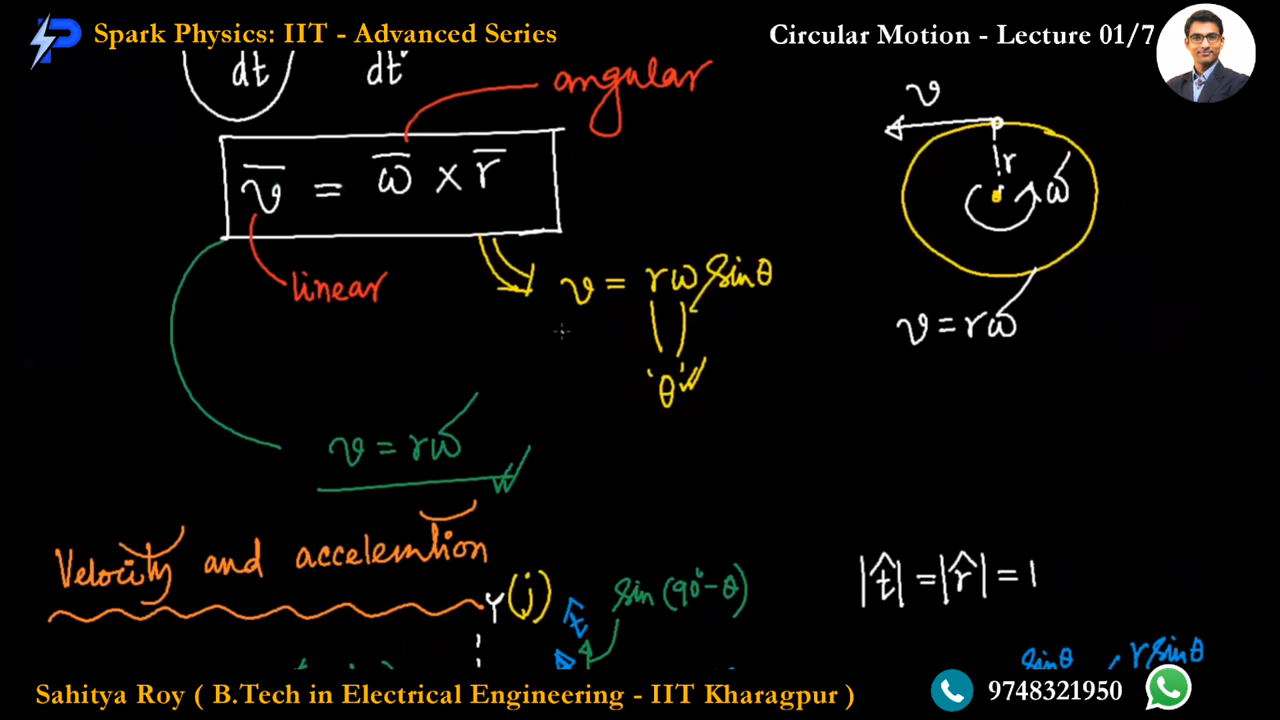 Spark Physics: IIT - Advanced Series
Circular Motion - Lecture 01/7
dt dt
angular
v̅ = ω̅ × r̅
linear
v = rω sinθ
'θ'
v
r
ω
v = rω
v = rω
Velocity and acceleration
Y (j)
t
sin (90° - θ)
|t̂| = |r̂| = 1
sinθ , rsinθ
Sahitya Roy ( B.Tech in Electrical Engineering - IIT Kharagpur )
9748321950